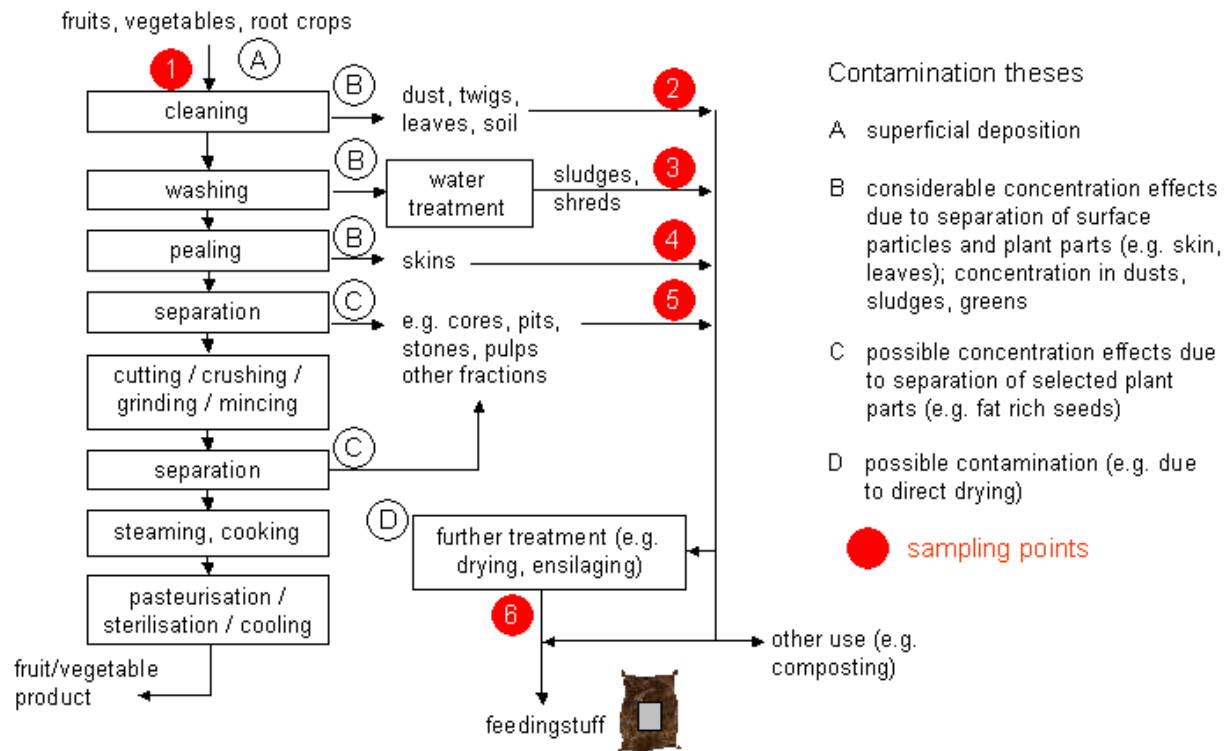 fruits, vegetables, root crops
1
A
cleaning
B
dust, twigs,
leaves, soil
2
washing
B
water
treatment
sludges,
shreds
3
pealing
B
skins
4
separation
C
e.g. cores, pits,
stones, pulps
other fractions
5
cutting / crushing /
grinding / mincing
separation
C
steaming, cooking
D
further treatment (e.g.
drying, ensilaging)
pasteurisation /
sterilisation / cooling
6
other use (e.g.
composting)
fruit/vegetable
product
feedingstuff
Contamination theses
A superficial deposition
B considerable concentration effects
due to separation of surface
particles and plant parts (e.g. skin,
leaves); concentration in dusts,
sludges, greens
C possible concentration effects due
to separation of selected plant
parts (e.g. fat rich seeds)
D possible contamination (e.g. due
to direct drying)
sampling points